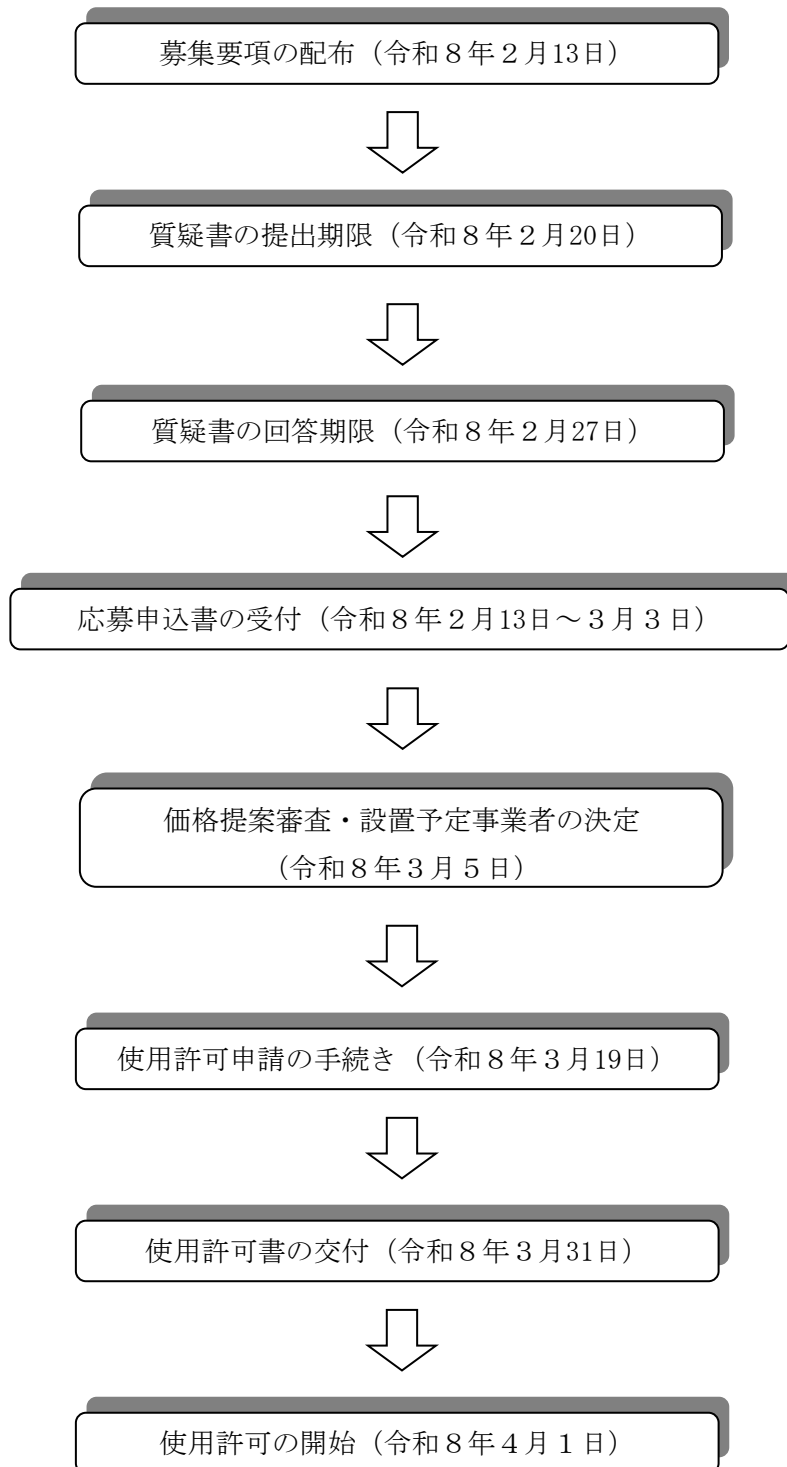 募集要項の配布（令和８年２月13日）
質疑書の提出期限（令和８年２月20日）
質疑書の回答期限（令和８年２月27日）
応募申込書の受付（令和８年２月13日～３月３日）
価格提案審査・設置予定事業者の決定
（令和８年３月５日）
使用許可申請の手続き（令和８年３月19日）
使用許可書の交付（令和８年３月31日）
使用許可の開始（令和８年４月１日）